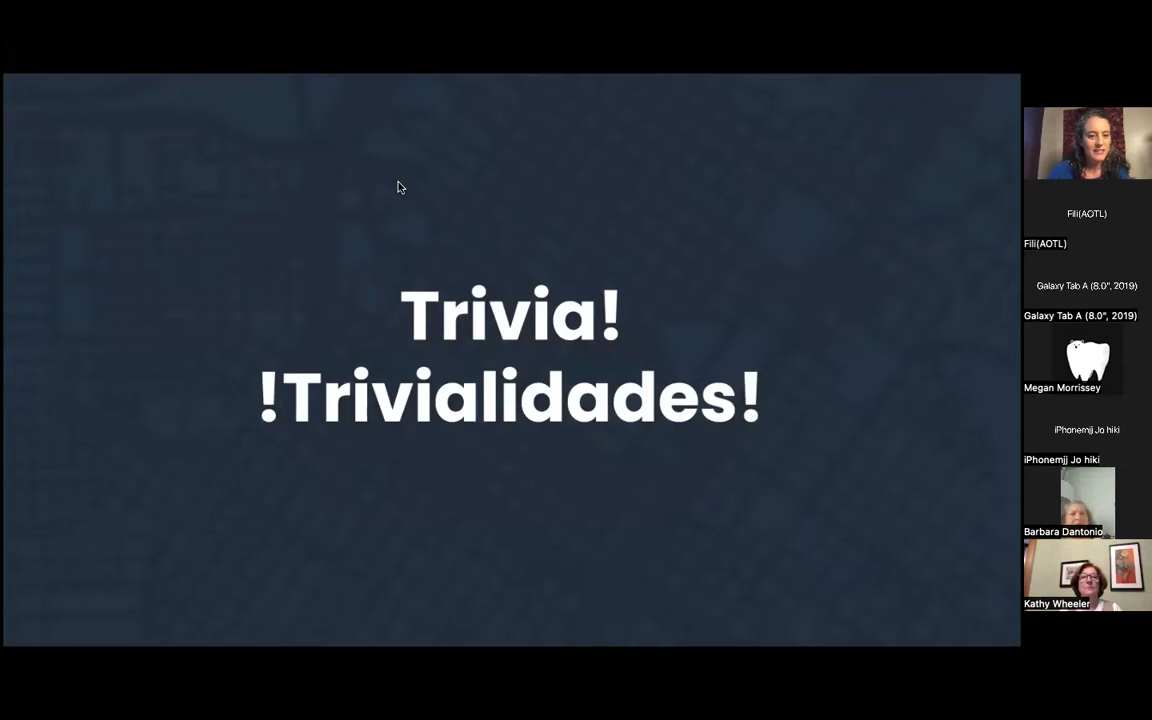 Trivia!
!Trivialidades!
Fili(AOTL)
Fili(AOTL)
Galaxy Tab A (8.0", 2019)
Galaxy Tab A (8.0", 2019)
Megan Morrissey
iPhonemjj Jo hiki
iPhonemjj Jo hiki
Barbara Dantonio
Kathy Wheeler